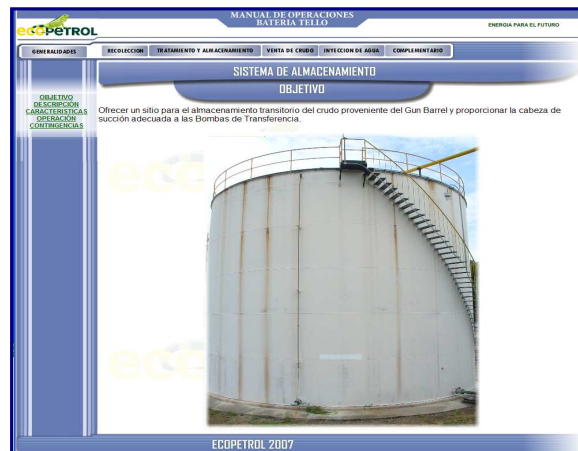 MANUAL DE OPERACIONES
BATERÍA TELLO
ecoPETROL
ENERGIA PARA EL FUTURO
GENERALIDADES
RECOLECCION
TRATAMIENTO Y ALMACENAMIENTO
VENTA DE CRUDO
INYECCION DE AGUA
COMPLEMENTARIO
SISTEMA DE ALMACENAMIENTO
OBJETIVO
OBJETIVO
DESCRIPCIÓN
CARACTERISTICAS
OPERACIÓN
CONTINGENCIAS
Ofrecer un sitio para el almacenamiento transitorio del crudo proveniente del Gun Barrel y proporcionar la cabeza de
succión adecuada a las Bombas de Transferencia.
ECOPETROL 2007